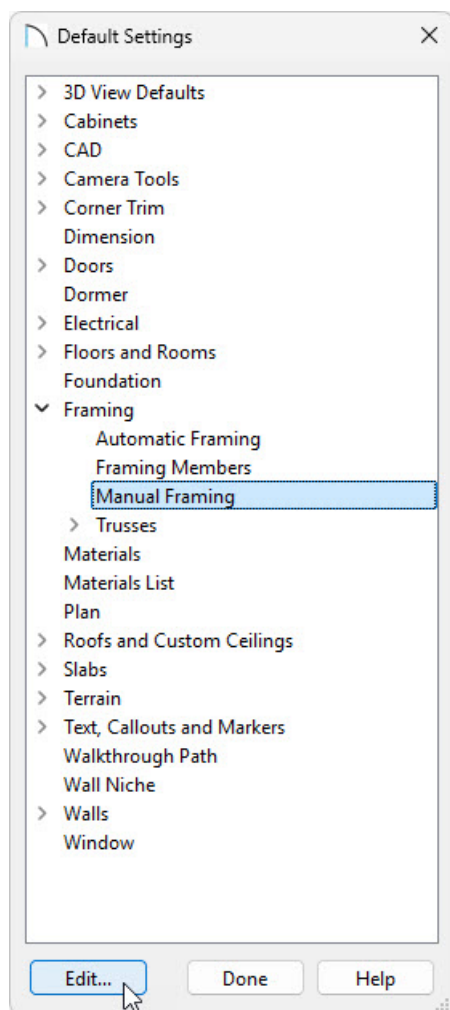 Default Settings
3D View Defaults
Cabinets
CAD
Camera Tools
Corner Trim
Dimension
Doors
Dormer
Electrical
Floors and Rooms
Foundation
Framing
Automatic Framing
Framing Members
Manual Framing
Trusses
Materials
Materials List
Plan
Roofs and Custom Ceilings
Slabs
Terrain
Text, Callouts and Markers
Walkthrough Path
Wall Niche
Walls
Window
Edit... Done Help